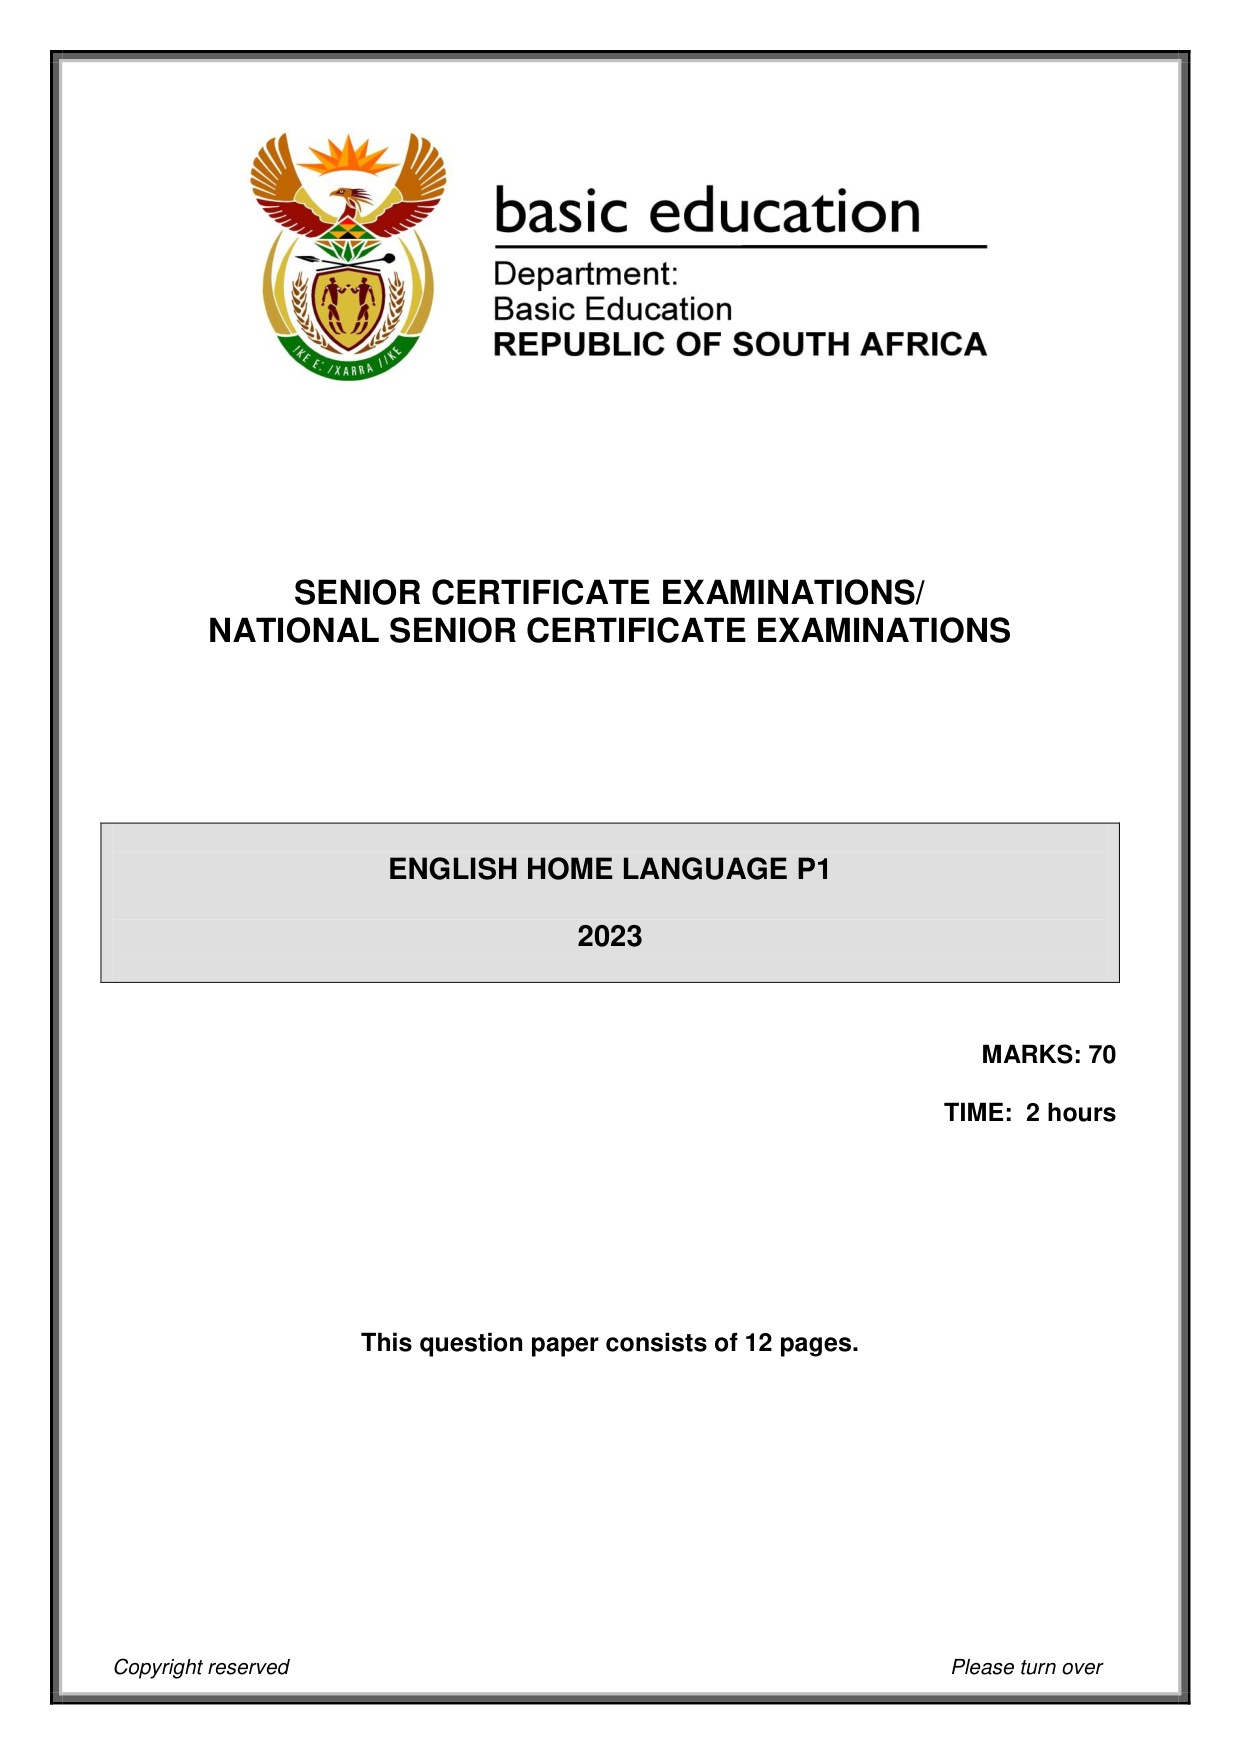 !KE E: /XARRA //KE
basic education
Department:
Basic Education
REPUBLIC OF SOUTH AFRICA
SENIOR CERTIFICATE EXAMINATIONS/
NATIONAL SENIOR CERTIFICATE EXAMINATIONS
ENGLISH HOME LANGUAGE P1
2023
MARKS: 70
TIME: 2 hours
This question paper consists of 12 pages.
Copyright reserved
Please turn over